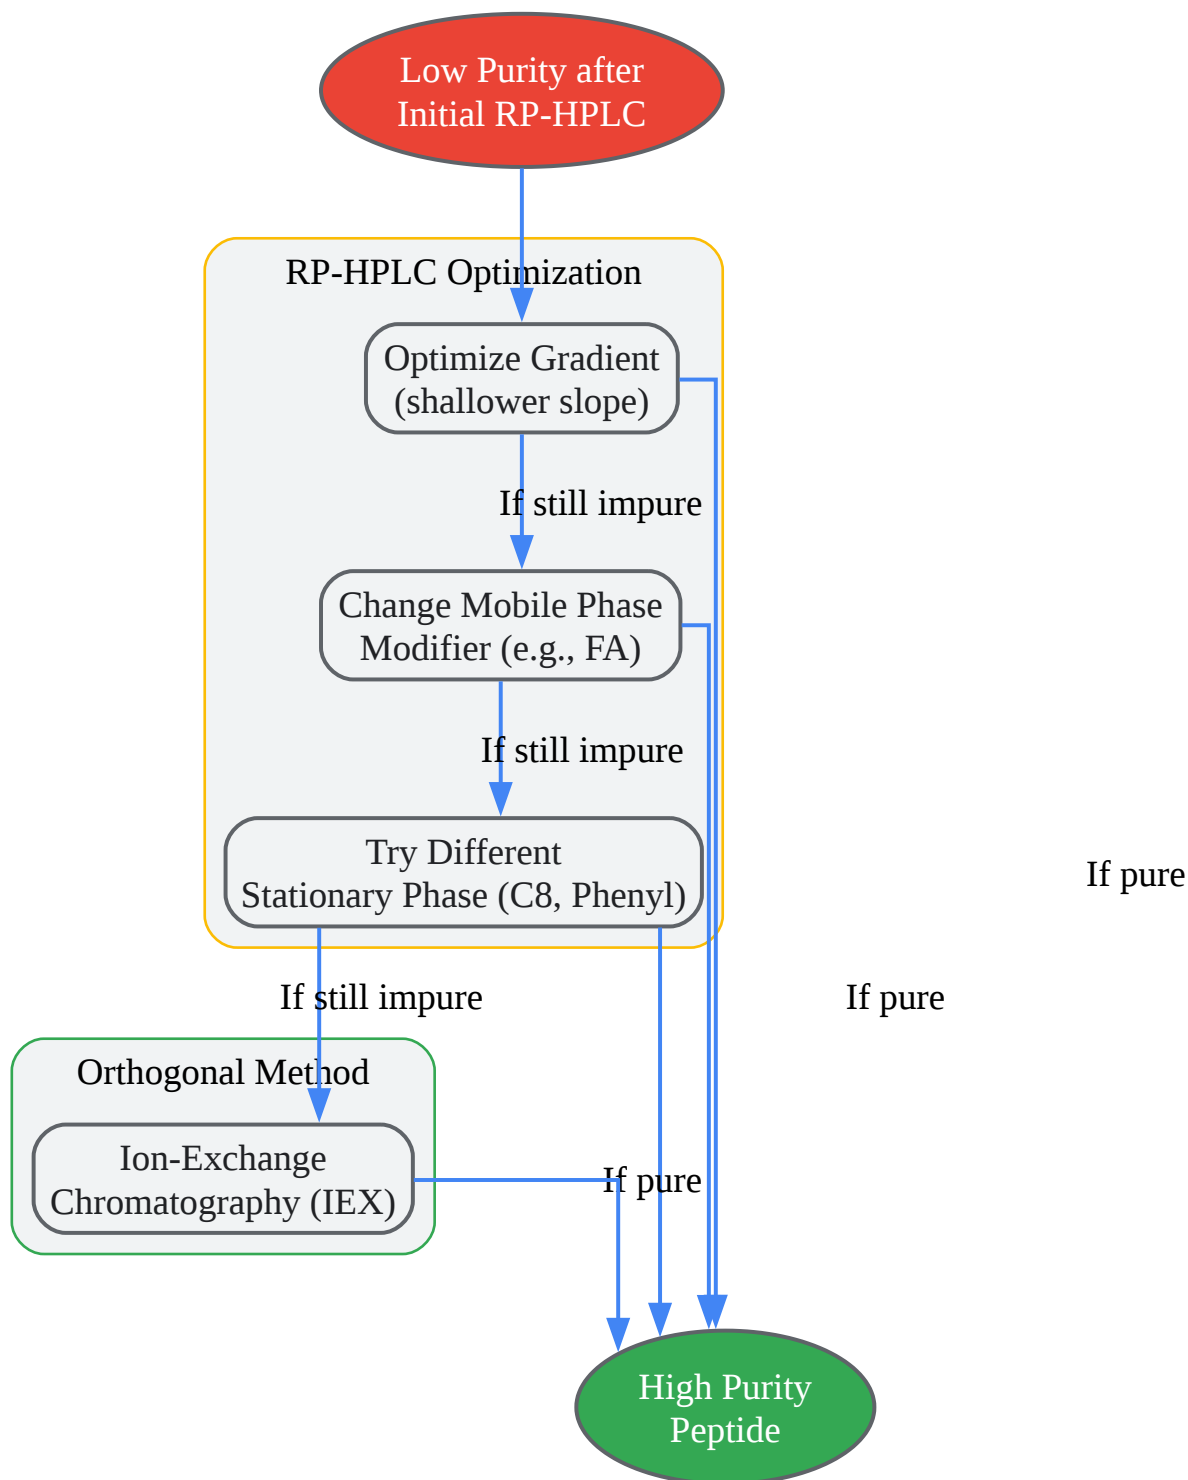 Low Purity after
Initial RP-HPLC
RP-HPLC Optimization
Optimize Gradient
(shallower slope)
If still impure
Change Mobile Phase
Modifier (e.g., FA)
If still impure
Try Different
Stationary Phase (C8, Phenyl)
If pure
If still impure
If pure
Orthogonal Method
Ion-Exchange
Chromatography (IEX)
If pure
High Purity
Peptide